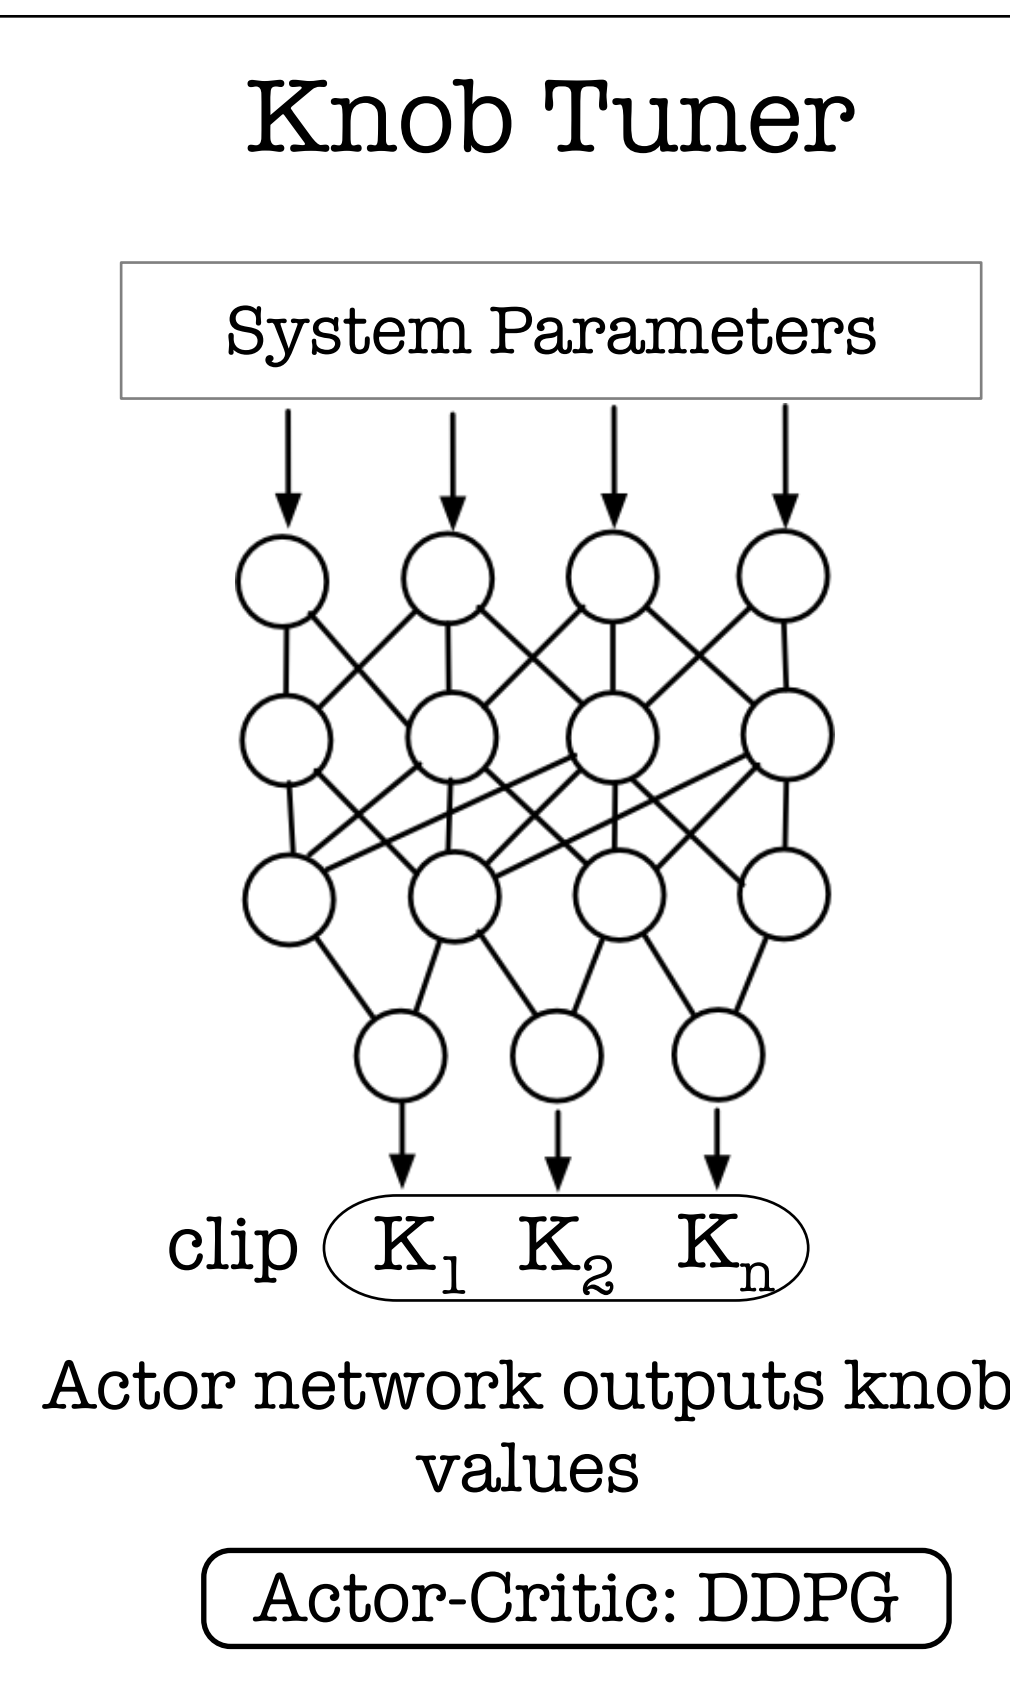 Knob Tuner
System Parameters
clip K₁ K₂ Kₙ
Actor network outputs knob
values
Actor-Critic: DDPG